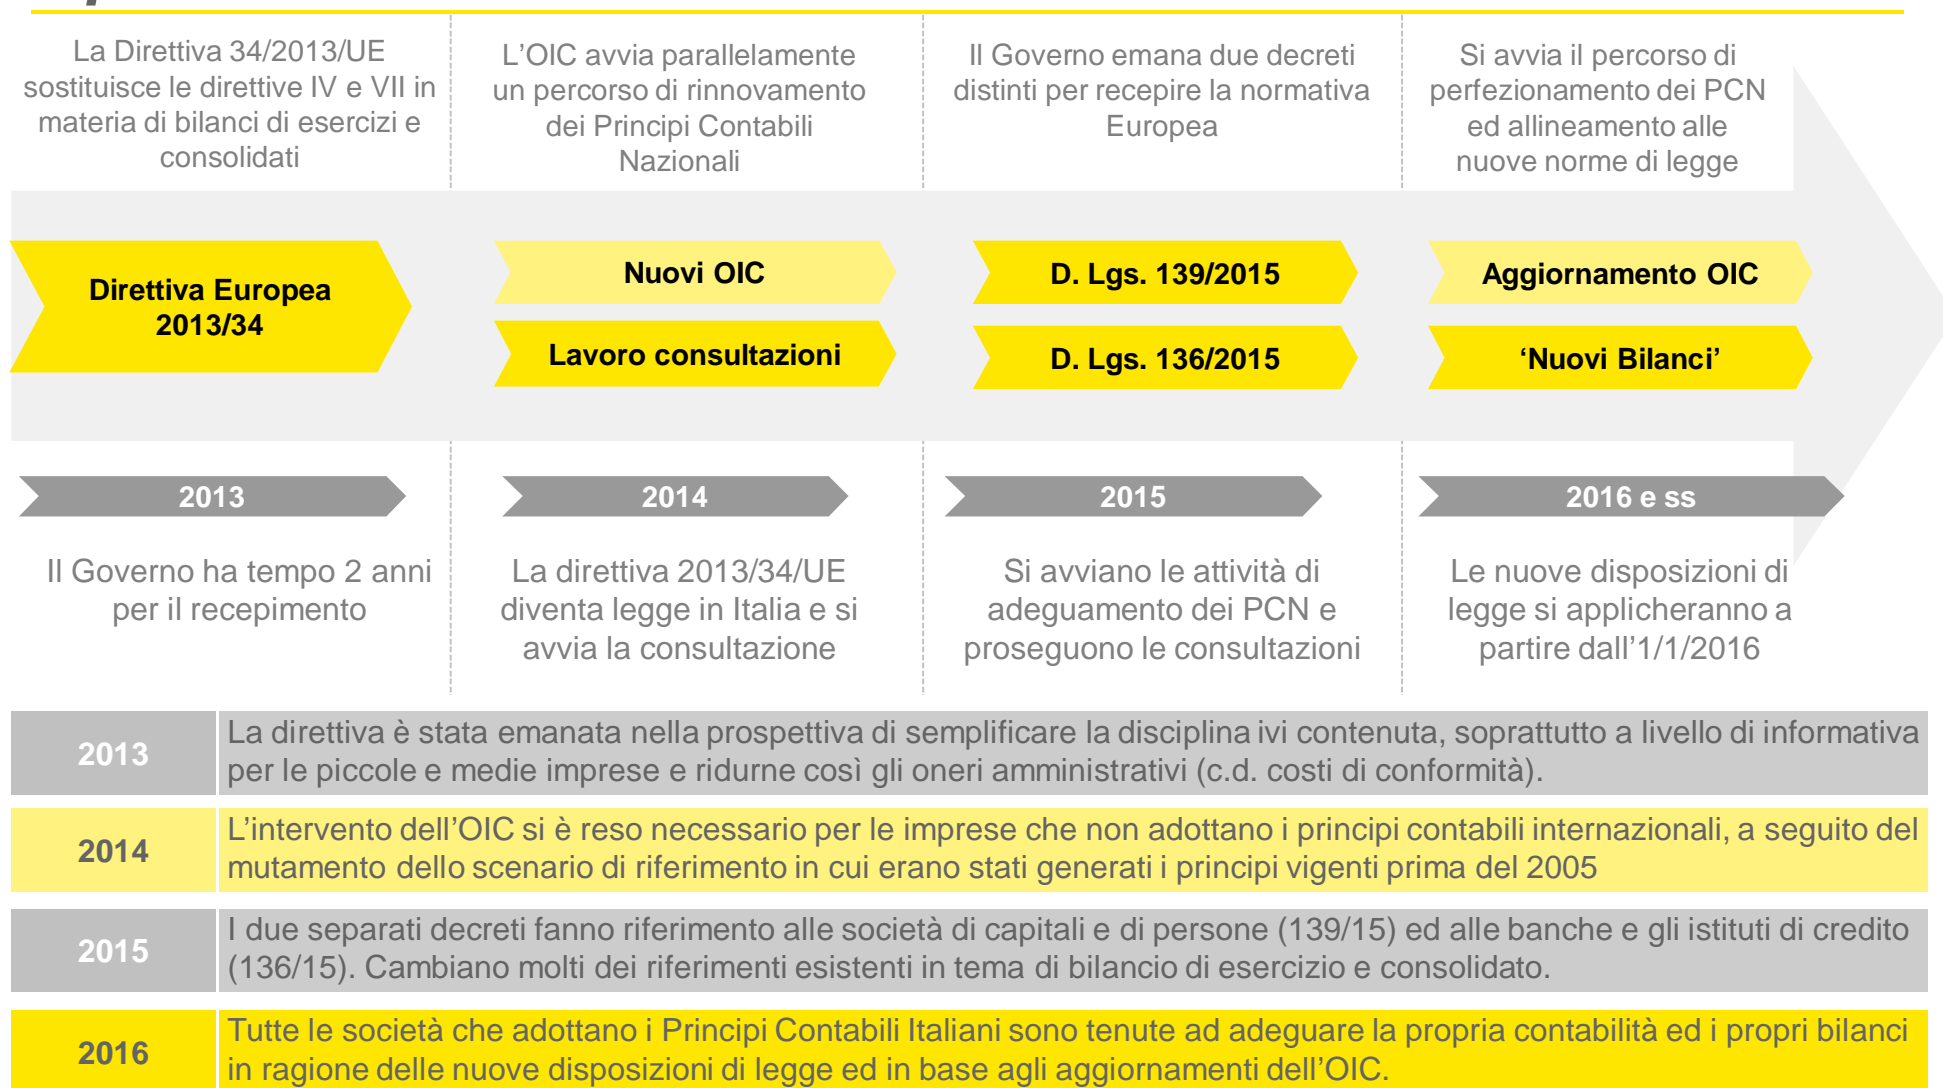 La Direttiva 34/2013/UE
sostituisce le direttive IV e VII in
materia di bilanci di esercizi e
consolidati
L’OIC avvia parallelamente
un percorso di rinnovamento
dei Principi Contabili
Nazionali
Il Governo emana due decreti
distinti per recepire la normativa
Europea
Si avvia il percorso di
perfezionamento dei PCN
ed allineamento alle
nuove norme di legge
Direttiva Europea
2013/34
Nuovi OIC
Lavoro consultazioni
D. Lgs. 139/2015
D. Lgs. 136/2015
Aggiornamento OIC
‘Nuovi Bilanci’
2013
2014
2015
2016 e ss
Il Governo ha tempo 2 anni
per il recepimento
La direttiva 2013/34/UE
diventa legge in Italia e si
avvia la consultazione
Si avviano le attività di
adeguamento dei PCN e
proseguono le consultazioni
Le nuove disposizioni di
legge si applicheranno a
partire dall’1/1/2016
2013
La direttiva è stata emanata nella prospettiva di semplificare la disciplina ivi contenuta, soprattutto a livello di informativa
per le piccole e medie imprese e ridurne così gli oneri amministrativi (c.d. costi di conformità).
2014
L’intervento dell’OIC si è reso necessario per le imprese che non adottano i principi contabili internazionali, a seguito del
mutamento dello scenario di riferimento in cui erano stati generati i principi vigenti prima del 2005
2015
I due separati decreti fanno riferimento alle società di capitali e di persone (139/15) ed alle banche e gli istituti di credito
(136/15). Cambiano molti dei riferimenti esistenti in tema di bilancio di esercizio e consolidato.
2016
Tutte le società che adottano i Principi Contabili Italiani sono tenute ad adeguare la propria contabilità ed i propri bilanci
in ragione delle nuove disposizioni di legge ed in base agli aggiornamenti dell’OIC.